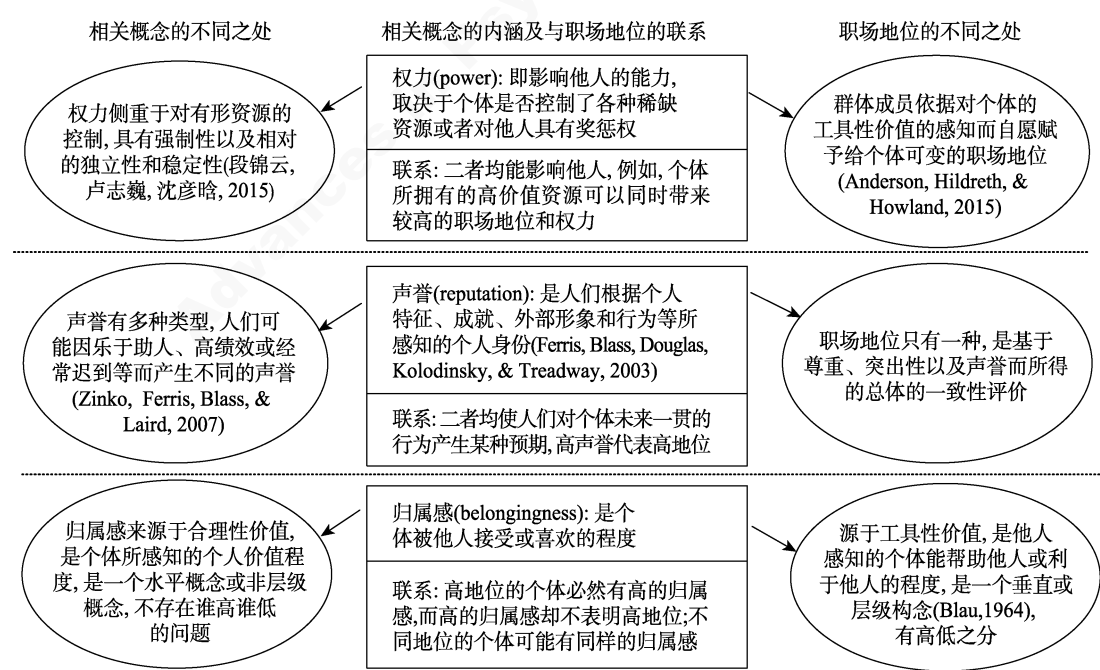 相关概念的不同之处
相关概念的内涵及与职场地位的联系
职场地位的不同之处
权力侧重于对有形资源的
控制, 具有强制性以及相对
的独立性和稳定性(段锦云,
卢志巍, 沈彦晗, 2015)
权力(power): 即影响他人的能力,
取决于个体是否控制了各种稀缺
资源或者对他人具有奖惩权
联系: 二者均能影响他人, 例如, 个体
所拥有的高价值资源可以同时带来
较高的职场地位和权力
群体成员依据对个体的
工具性价值的感知而自愿赋
予给个体可变的职场地位
(Anderson, Hildreth, &
Howland, 2015)
声誉有多种类型, 人们可
能因乐于助人、高绩效或经
常迟到等而产生不同的声誉
(Zinko, Ferris, Blass, &
Laird, 2007)
声誉(reputation): 是人们根据个人
特征、成就、外部形象和行为等所
感知的个人身份(Ferris, Blass, Douglas,
Kolodinsky, & Treadway, 2003)
联系: 二者均使人们对个体未来一贯的
行为产生某种预期, 高声誉代表高地位
职场地位只有一种, 是基于
尊重、突出性以及声誉而所得
的总体的一致性评价
归属感来源于合理性价值,
是个体所感知的个人价值程
度, 是一个水平概念或非层级
概念, 不存在谁高谁低
的问题
归属感(belongingness): 是个
体被他人接受或喜欢的程度
联系: 高地位的个体必然有高的归属
感,而高的归属感却不表明高地位;不
同地位的个体可能有同样的归属感
源于工具性价值, 是他人
感知的个体能帮助他人或利
于他人的程度, 是一个垂直或
层级构念(Blau,1964),
有高低之分
Advances